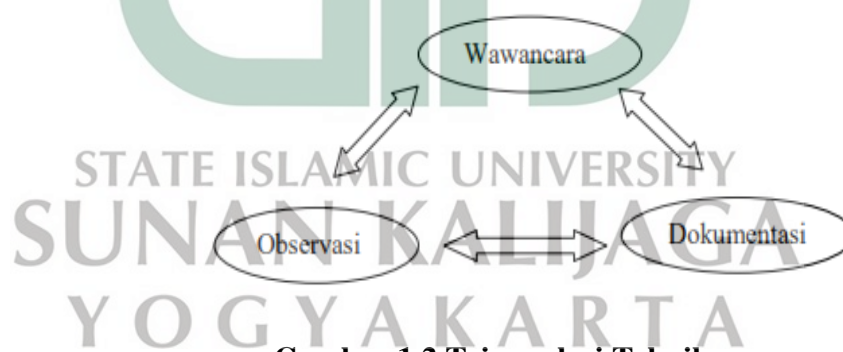 Wawancara
STATE ISLAMIC UNIVERSITY
Observasi
Dokumentasi
SUNAN KALIJAGA
YOGYAKARTA
Gambar 1.2 Triangulasi Teknik